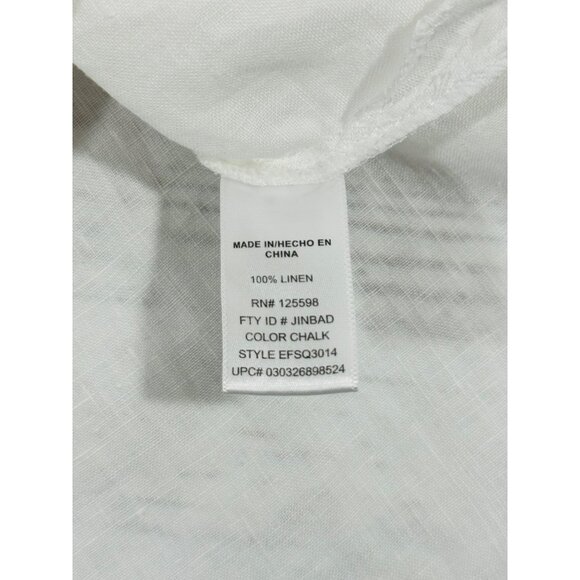 MADE IN/HECHO EN
CHINA
100% LINEN
RN# 125598
FTY ID # JINBAD
COLOR CHALK
STYLE EFSQ3014
UPC# 030326898524